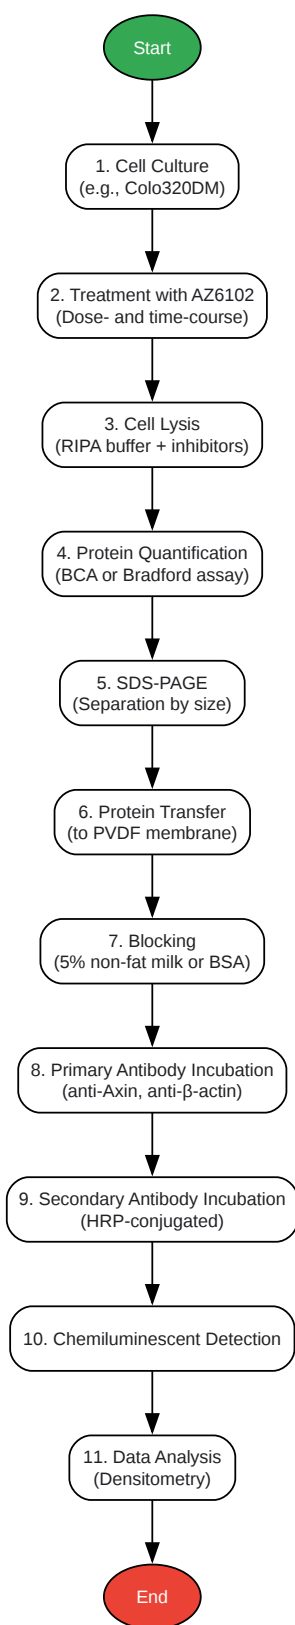 Start
1. Cell Culture
(e.g., Colo320DM)
2. Treatment with AZ6102
(Dose- and time-course)
3. Cell Lysis
(RIPA buffer + inhibitors)
4. Protein Quantification
(BCA or Bradford assay)
5. SDS-PAGE
(Separation by size)
6. Protein Transfer
(to PVDF membrane)
7. Blocking
(5% non-fat milk or BSA)
8. Primary Antibody Incubation
(anti-Axin, anti-β-actin)
9. Secondary Antibody Incubation
(HRP-conjugated)
10. Chemiluminescent Detection
11. Data Analysis
(Densitometry)
End